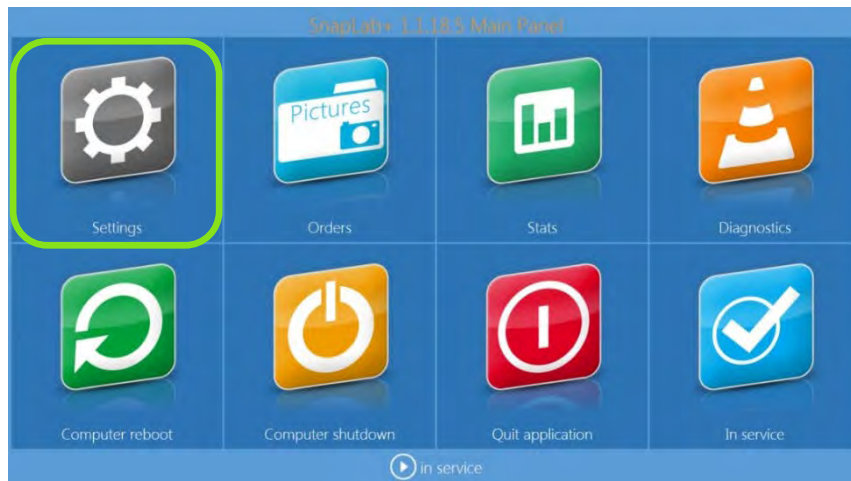 SnapLab+ 1.1.18.5 Main Panel
Pictures
Settings Orders Stats Diagnostics
Computer reboot Computer shutdown Quit application In service
in service